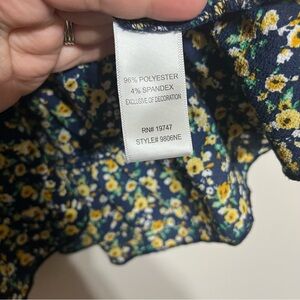 96% POLYESTER
4% SPANDEX
EXCLUSIVE OF DECORATION
RN# 19747
STYLE# 9806NE